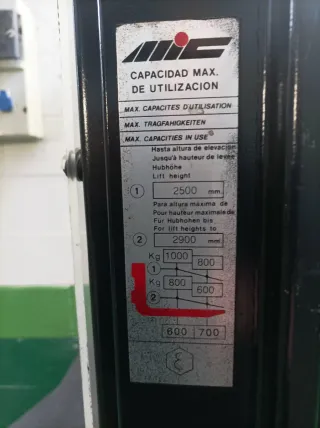 MIC
CAPACIDAD MAX.
DE UTILIZACION
MAX. CAPACITES D'UTILISATION
MAX. TRAGFAHIGKEITEN
MAX. CAPACITIES IN USE
Hasta altura de elevacion
Jusqu'à hauteur de levée
Hubhöhe
Lift height
1 2500 mm.
Para altura maxima de
Pour hauteur maximale de
Für Hubhöhen bis
For lift heights to
2 2900 mm.
Kg 1000 800
1
Kg 800 600
2
600 700